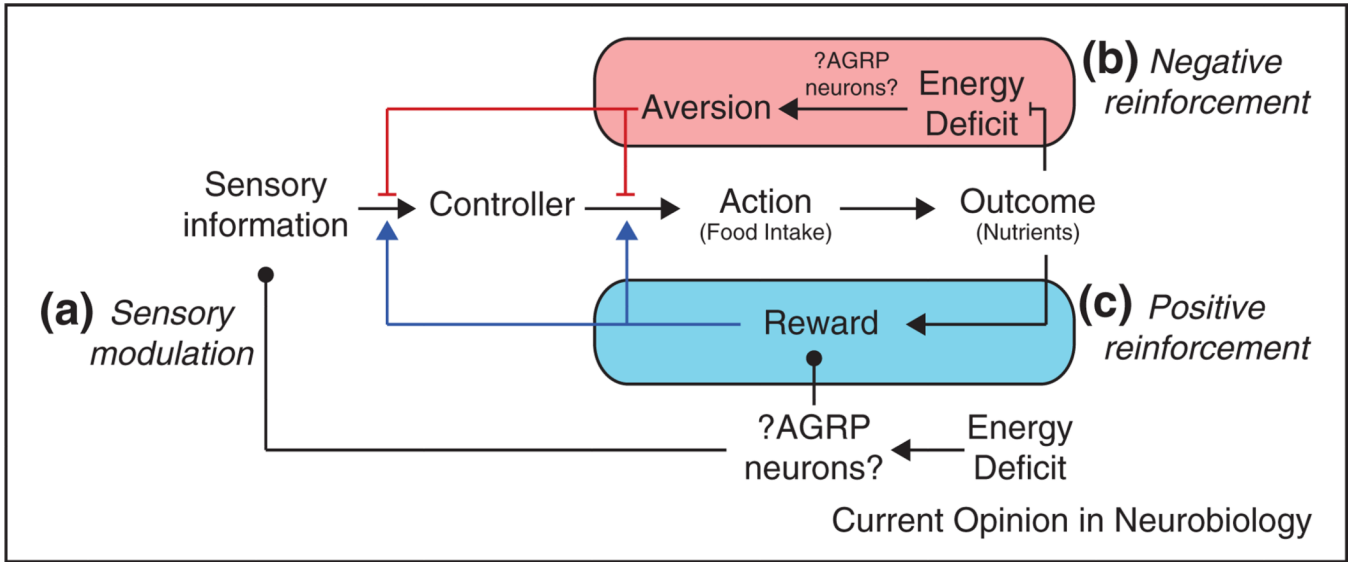 ?AGRP
neurons?
Energy
Deficit
Aversion
(b) Negative
reinforcement
Sensory
information
Controller
Action
(Food Intake)
Outcome
(Nutrients)
(a) Sensory
modulation
Reward
(c) Positive
reinforcement
?AGRP
neurons?
Energy
Deficit
Current Opinion in Neurobiology